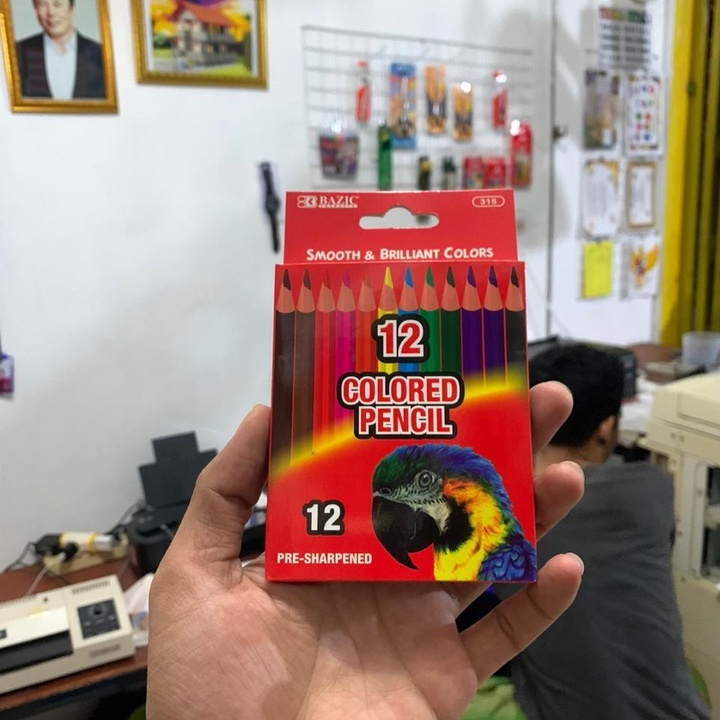 BAZIC
315
SMOOTH & BRILLIANT COLORS
12
COLORED
PENCIL
12
PRE-SHARPENED